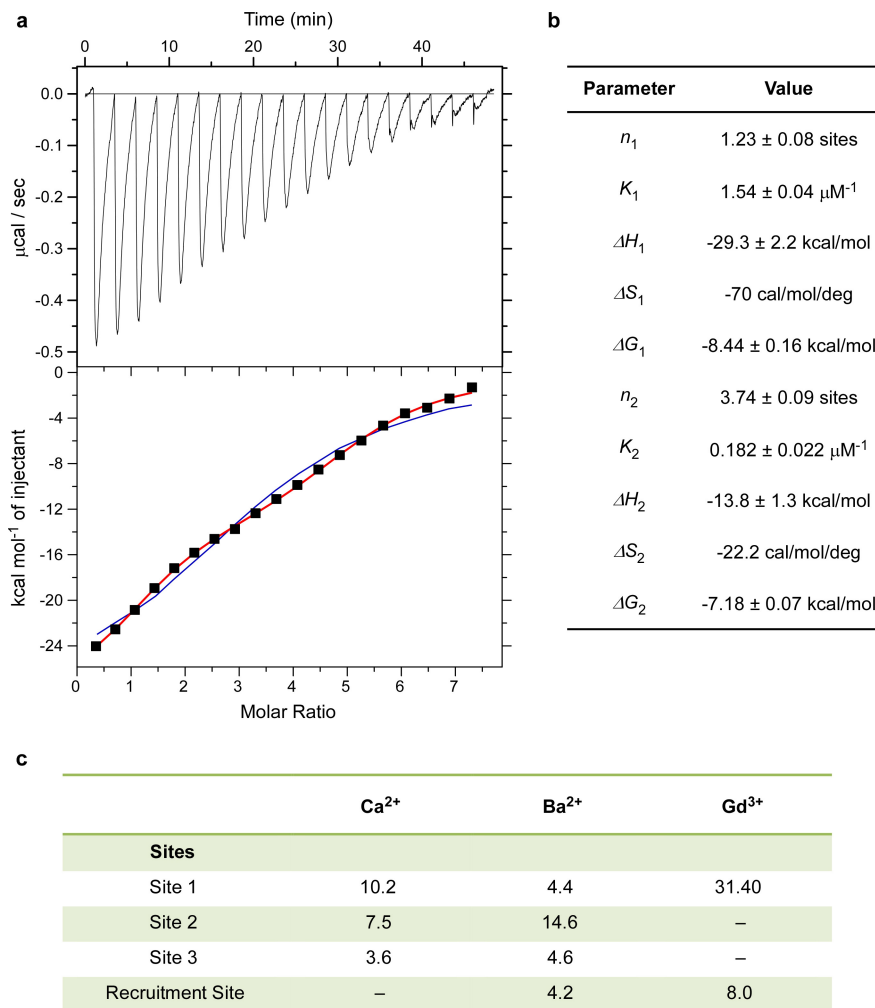 a
Time (min)
0 10 20 30 40
0.0
-0.1
-0.2
-0.3
-0.4
-0.5
μcal / sec
0
-4
-8
-12
-16
-20
-24
kcal mol-1 of injectant
0 1 2 3 4 5 6 7
Molar Ratio
b
Parameter Value
n1 1.23 ± 0.08 sites
K1 1.54 ± 0.04 μM-1
ΔH1 -29.3 ± 2.2 kcal/mol
ΔS1 -70 cal/mol/deg
ΔG1 -8.44 ± 0.16 kcal/mol
n2 3.74 ± 0.09 sites
K2 0.182 ± 0.022 μM-1
ΔH2 -13.8 ± 1.3 kcal/mol
ΔS2 -22.2 cal/mol/deg
ΔG2 -7.18 ± 0.07 kcal/mol
c
Ca2+ Ba2+ Gd3+
Sites
Site 1 10.2 4.4 31.40
Site 2 7.5 14.6 –
Site 3 3.6 4.6 –
Recruitment Site – 4.2 8.0